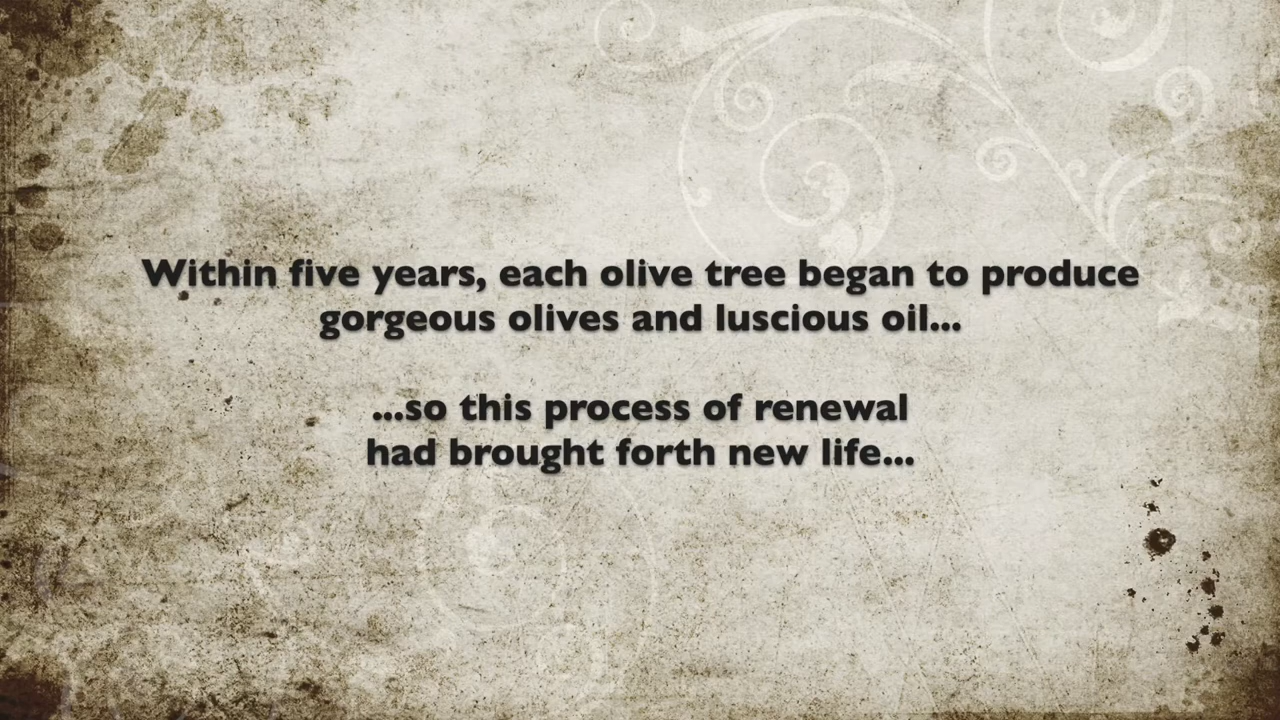 Within five years, each olive tree began to produce
gorgeous olives and luscious oil...
...so this process of renewal
had brought forth new life...